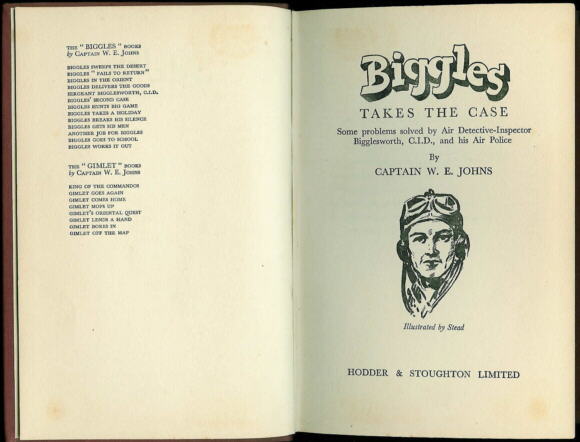 THE "BIGGLES" BOOKS
by CAPTAIN W. E. JOHNS
BIGGLES SWEEPS THE DESERT
BIGGLES "FAILS TO RETURN"
BIGGLES IN THE ORIENT
BIGGLES DELIVERS THE GOODS
SERGEANT BIGGLESWORTH, C.I.D.
BIGGLES' SECOND CASE
BIGGLES HUNTS BIG GAME
BIGGLES TAKES A HOLIDAY
BIGGLES BREAKS HIS SILENCE
BIGGLES GETS HIS MEN
ANOTHER JOB FOR BIGGLES
BIGGLES GOES TO SCHOOL
BIGGLES WORKS IT OUT
THE "GIMLET" BOOKS
by CAPTAIN W. E. JOHNS
KING OF THE COMMANDOS
GIMLET GOES AGAIN
GIMLET COMES HOME
GIMLET MOPS UP
GIMLET'S ORIENTAL QUEST
GIMLET LENDS A HAND
GIMLET BORES IN
GIMLET OFF THE MAP
Biggles
TAKES THE CASE
Some problems solved by Air Detective-Inspector
Bigglesworth, C.I.D., and his Air Police
By
CAPTAIN W. E. JOHNS
Illustrated by Stead
HODDER & STOUGHTON LIMITED